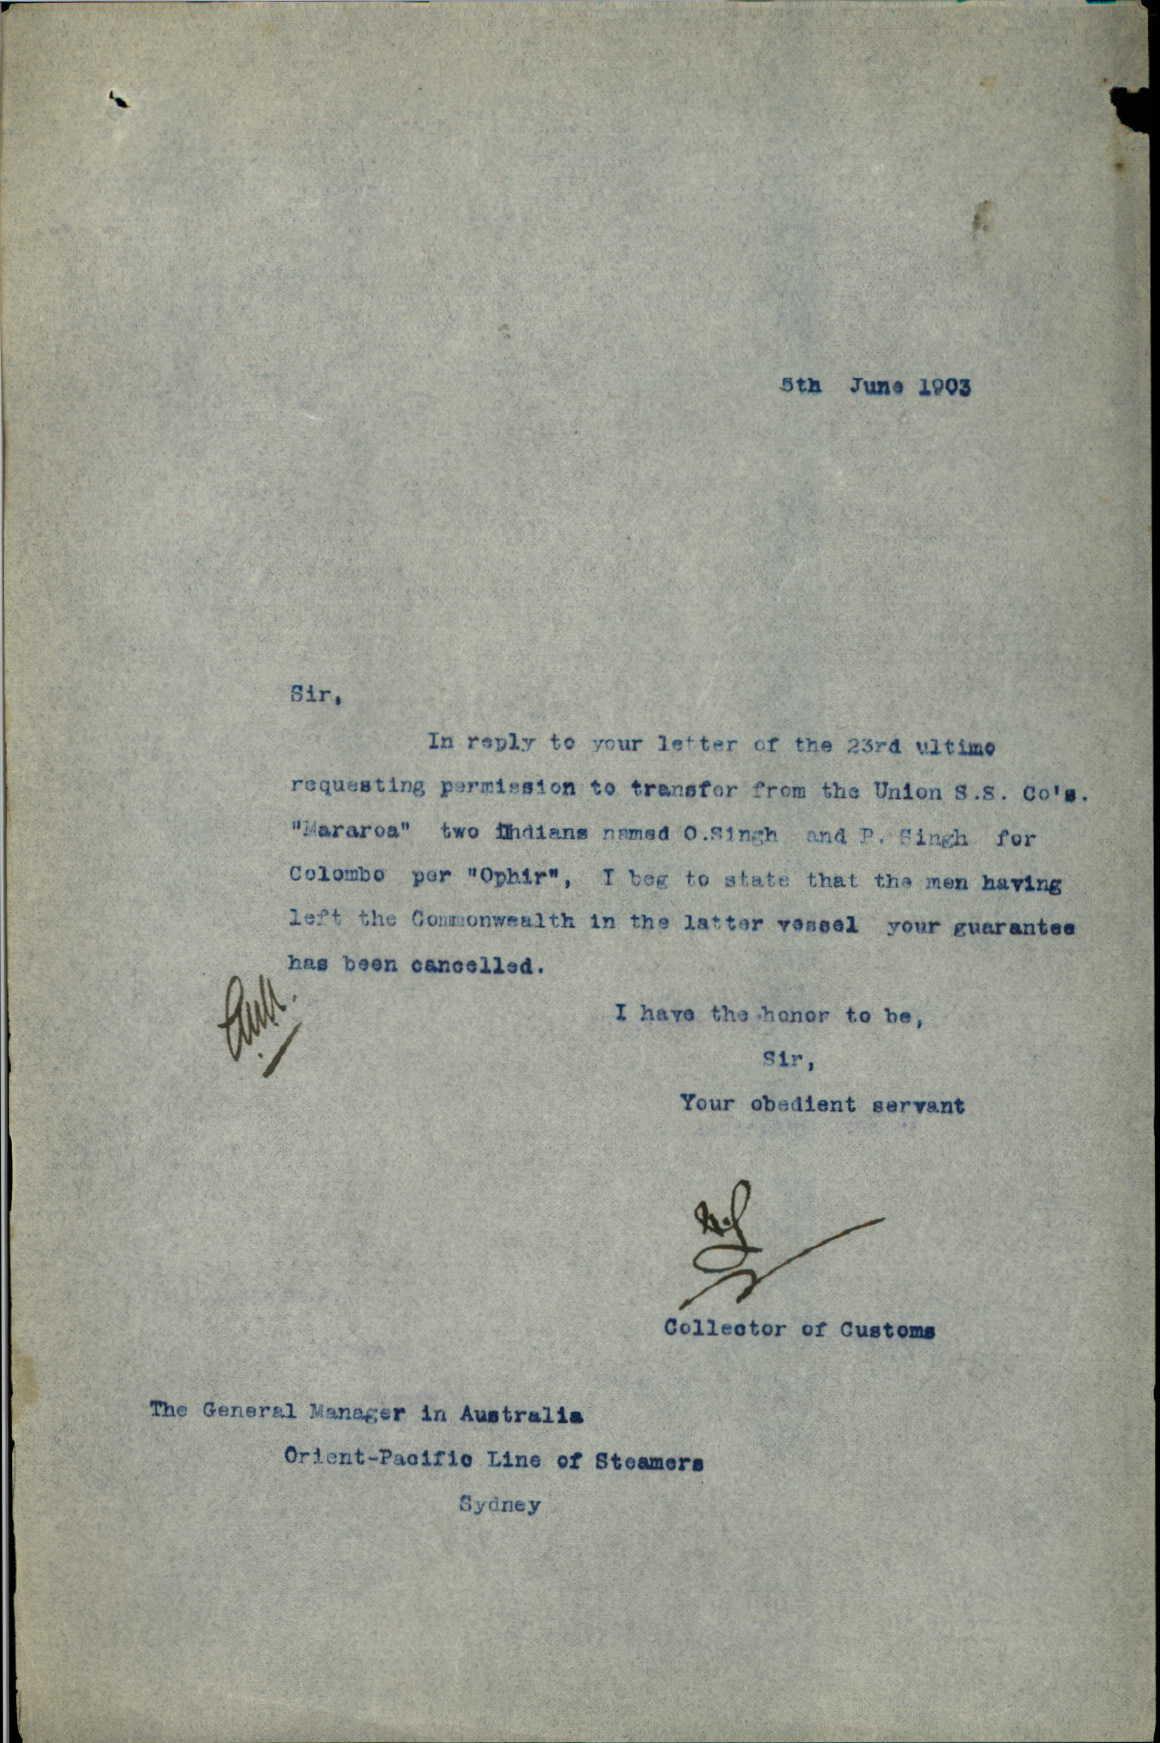 5th June 1903
Sir,
In reply to your letter of the 23rd ultimo
requesting permission to transfer from the Union S.S. Co's.
"Mararoa" two Indians named O.Singh and P. Singh for
Colombo per "Ophir", I beg to state that the men having
left the Commonwealth in the latter vessel your guarantee
has been cancelled.
I have the honor to be,
Sir,
Your obedient servant
Collector of Customs
The General Manager in Australia
Orient-Pacific Line of Steamers
Sydney